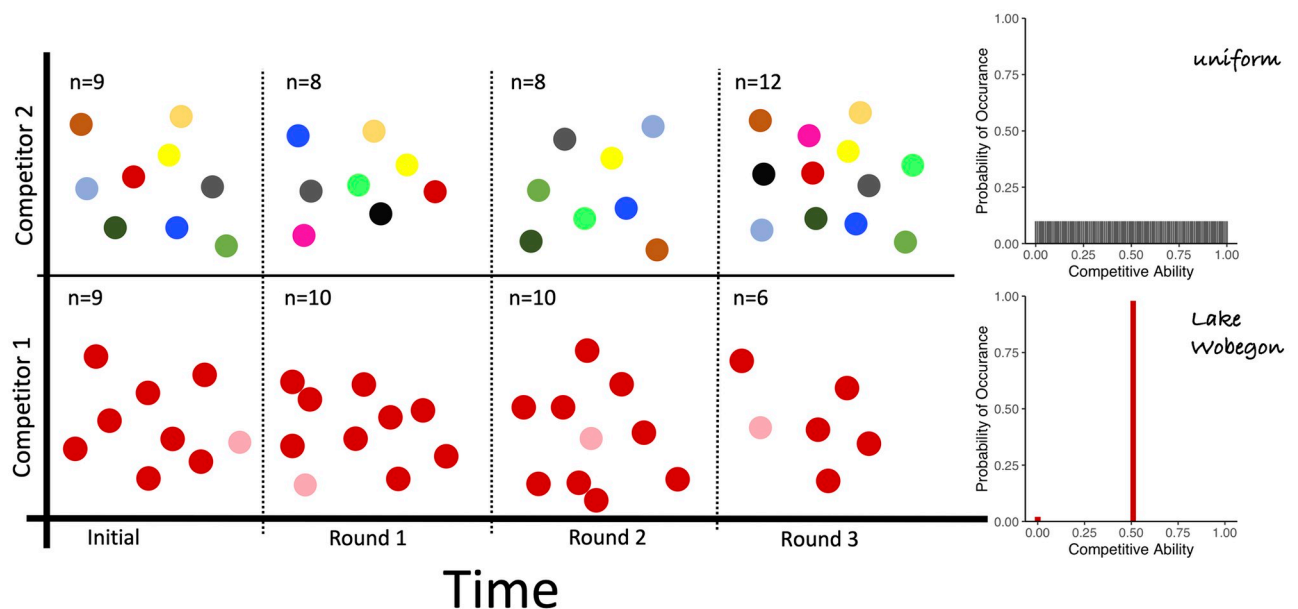 Competitor 2
n=9
n=8
n=8
n=12
Competitor 1
n=9
n=10
n=10
n=6
Initial
Round 1
Round 2
Round 3
Time
Probability of Occurance
1.00
0.75
0.50
0.25
0.00
0.00
0.25
0.50
0.75
1.00
Competitive Ability
uniform
Probability of Occurance
1.00
0.75
0.50
0.25
0.00
0.00
0.25
0.50
0.75
1.00
Competitive Ability
Lake
Wobegon